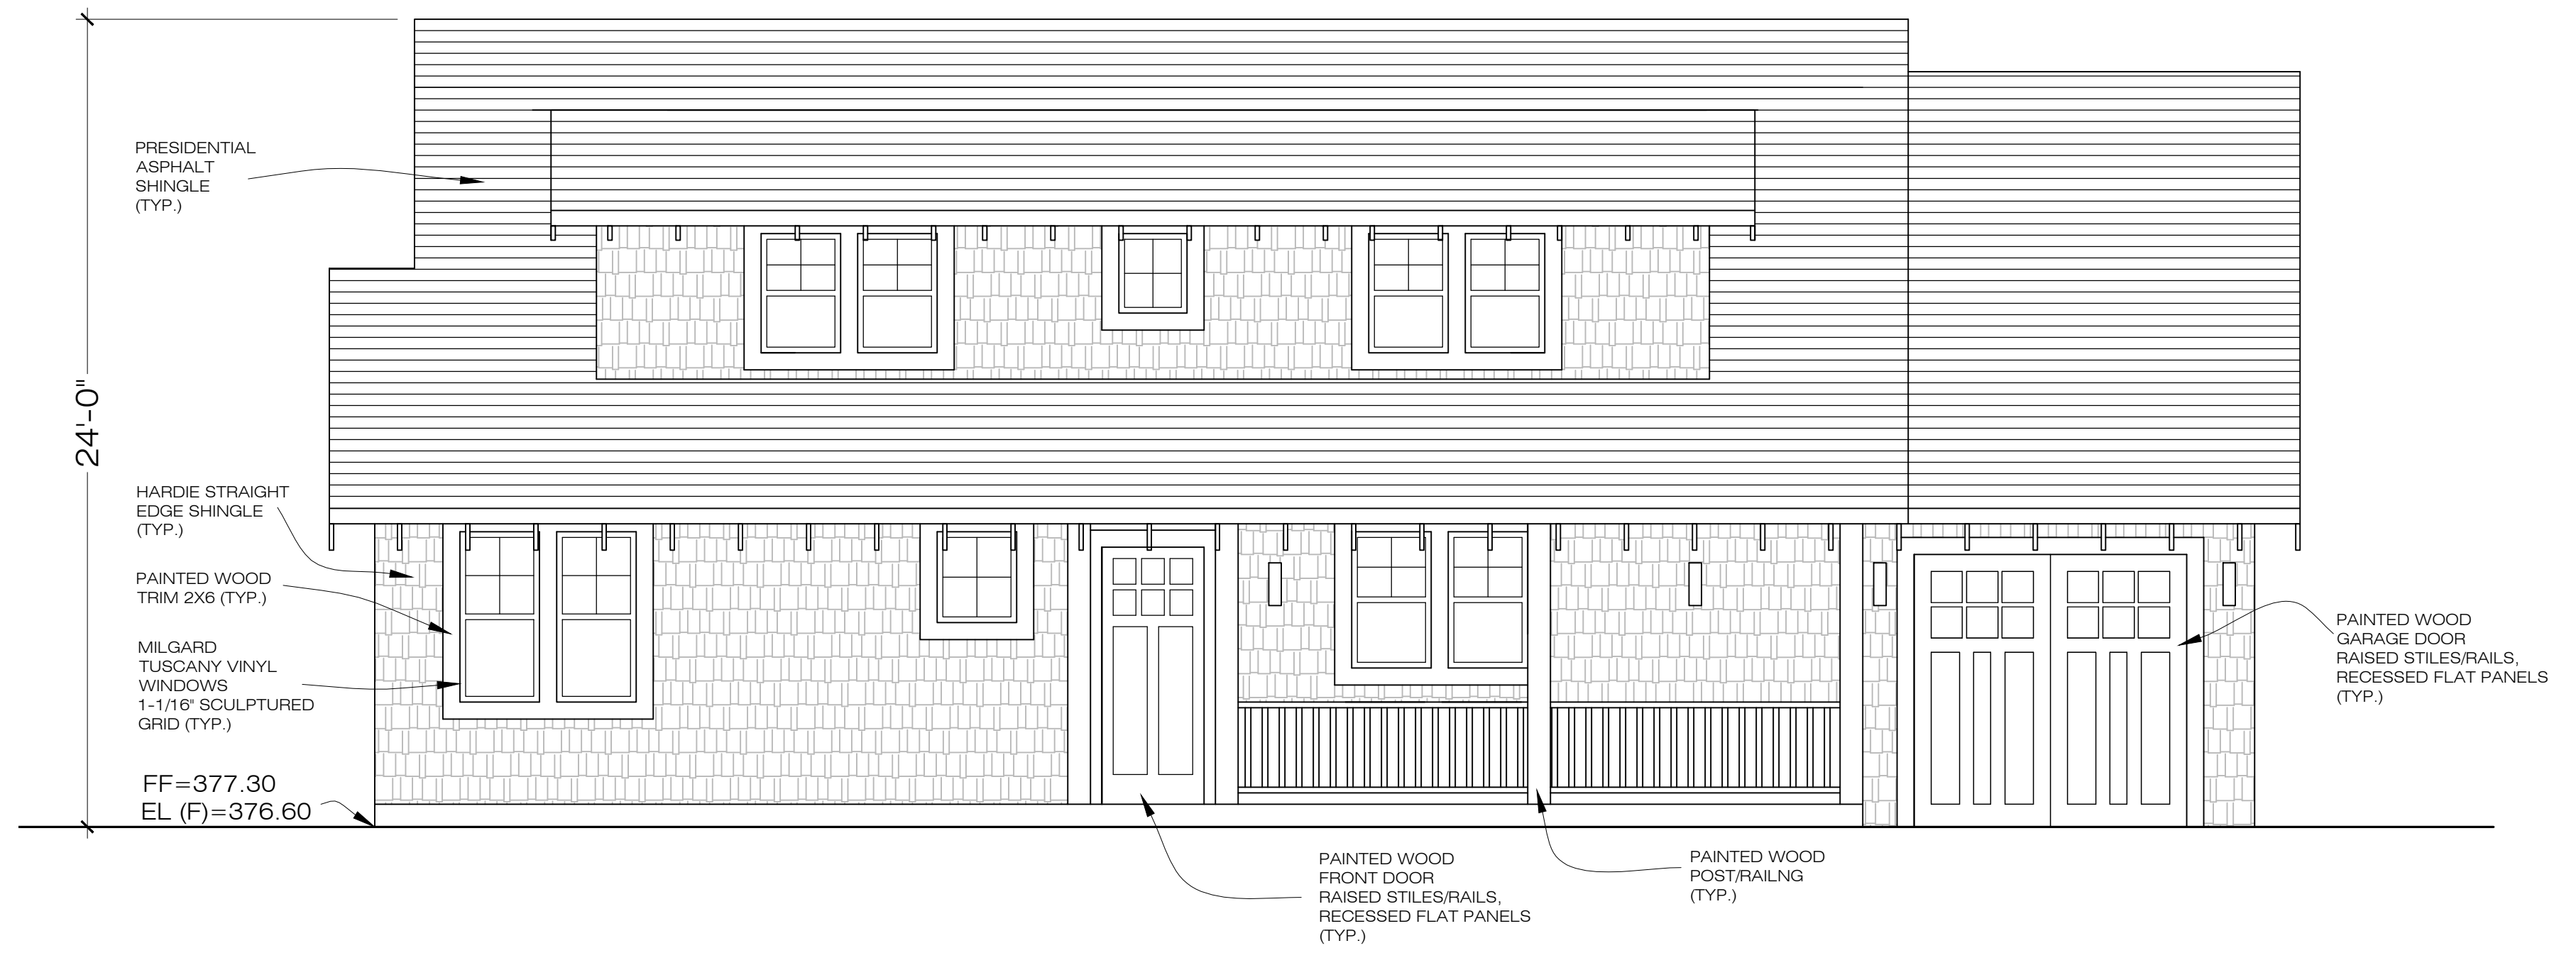 24'-0"
PRESIDENTIAL
ASPHALT
SHINGLE
(TYP.)
HARDIE STRAIGHT
EDGE SHINGLE
(TYP.)
PAINTED WOOD
TRIM 2X6 (TYP.)
MILGARD
TUSCANY VINYL
WINDOWS
1-1/16" SCULPTURED
GRID (TYP.)
FF=377.30
EL (F)=376.60
PAINTED WOOD
FRONT DOOR
RAISED STILES/RAILS,
RECESSED FLAT PANELS
(TYP.)
PAINTED WOOD
POST/RAILNG
(TYP.)
PAINTED WOOD
GARAGE DOOR
RAISED STILES/RAILS,
RECESSED FLAT PANELS
(TYP.)